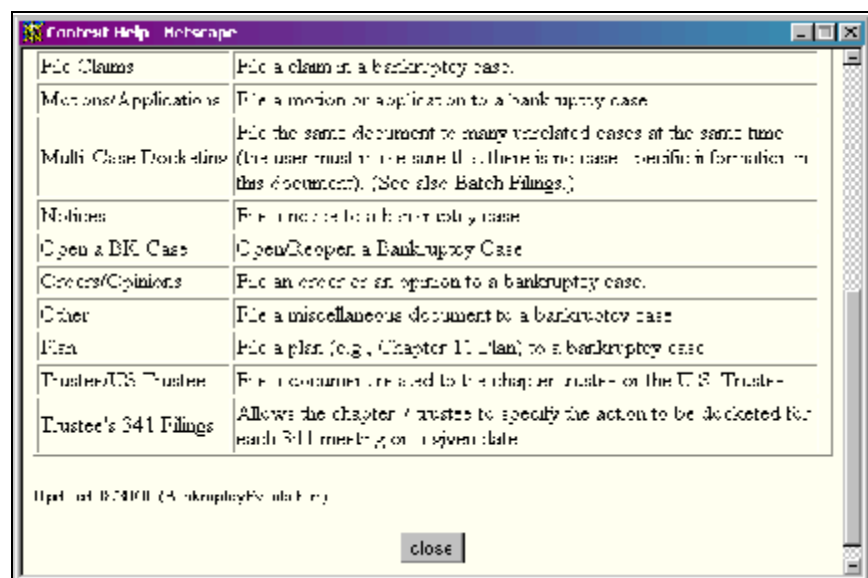 Context Help - Netscape
File Claims File a claim in a bankruptcy case.
Motions/Applications File a motion or application to a bankruptcy case
Multi-Case Docketing File the same document to many unrelated cases at the same time
(the user must make sure that there is no case specific information in
this document). (See also Batch Filings.)
Notices File a notice to a bankruptcy case
Open a BK Case Open/Reopen a Bankruptcy Case
Orders/Opinions File an order or an opinion to a bankruptcy case.
Other File a miscellaneous document to a bankruptcy case
Plan File a plan (e.g., Chapter 11 Plan) to a bankruptcy case
Trustee/US Trustee File a document related to the chapter trustee or the U.S. Trustee
Trustee's 341 Filings Allows the chapter 7 trustee to specify the action to be docketed for
each 341 meeting on a given date
close